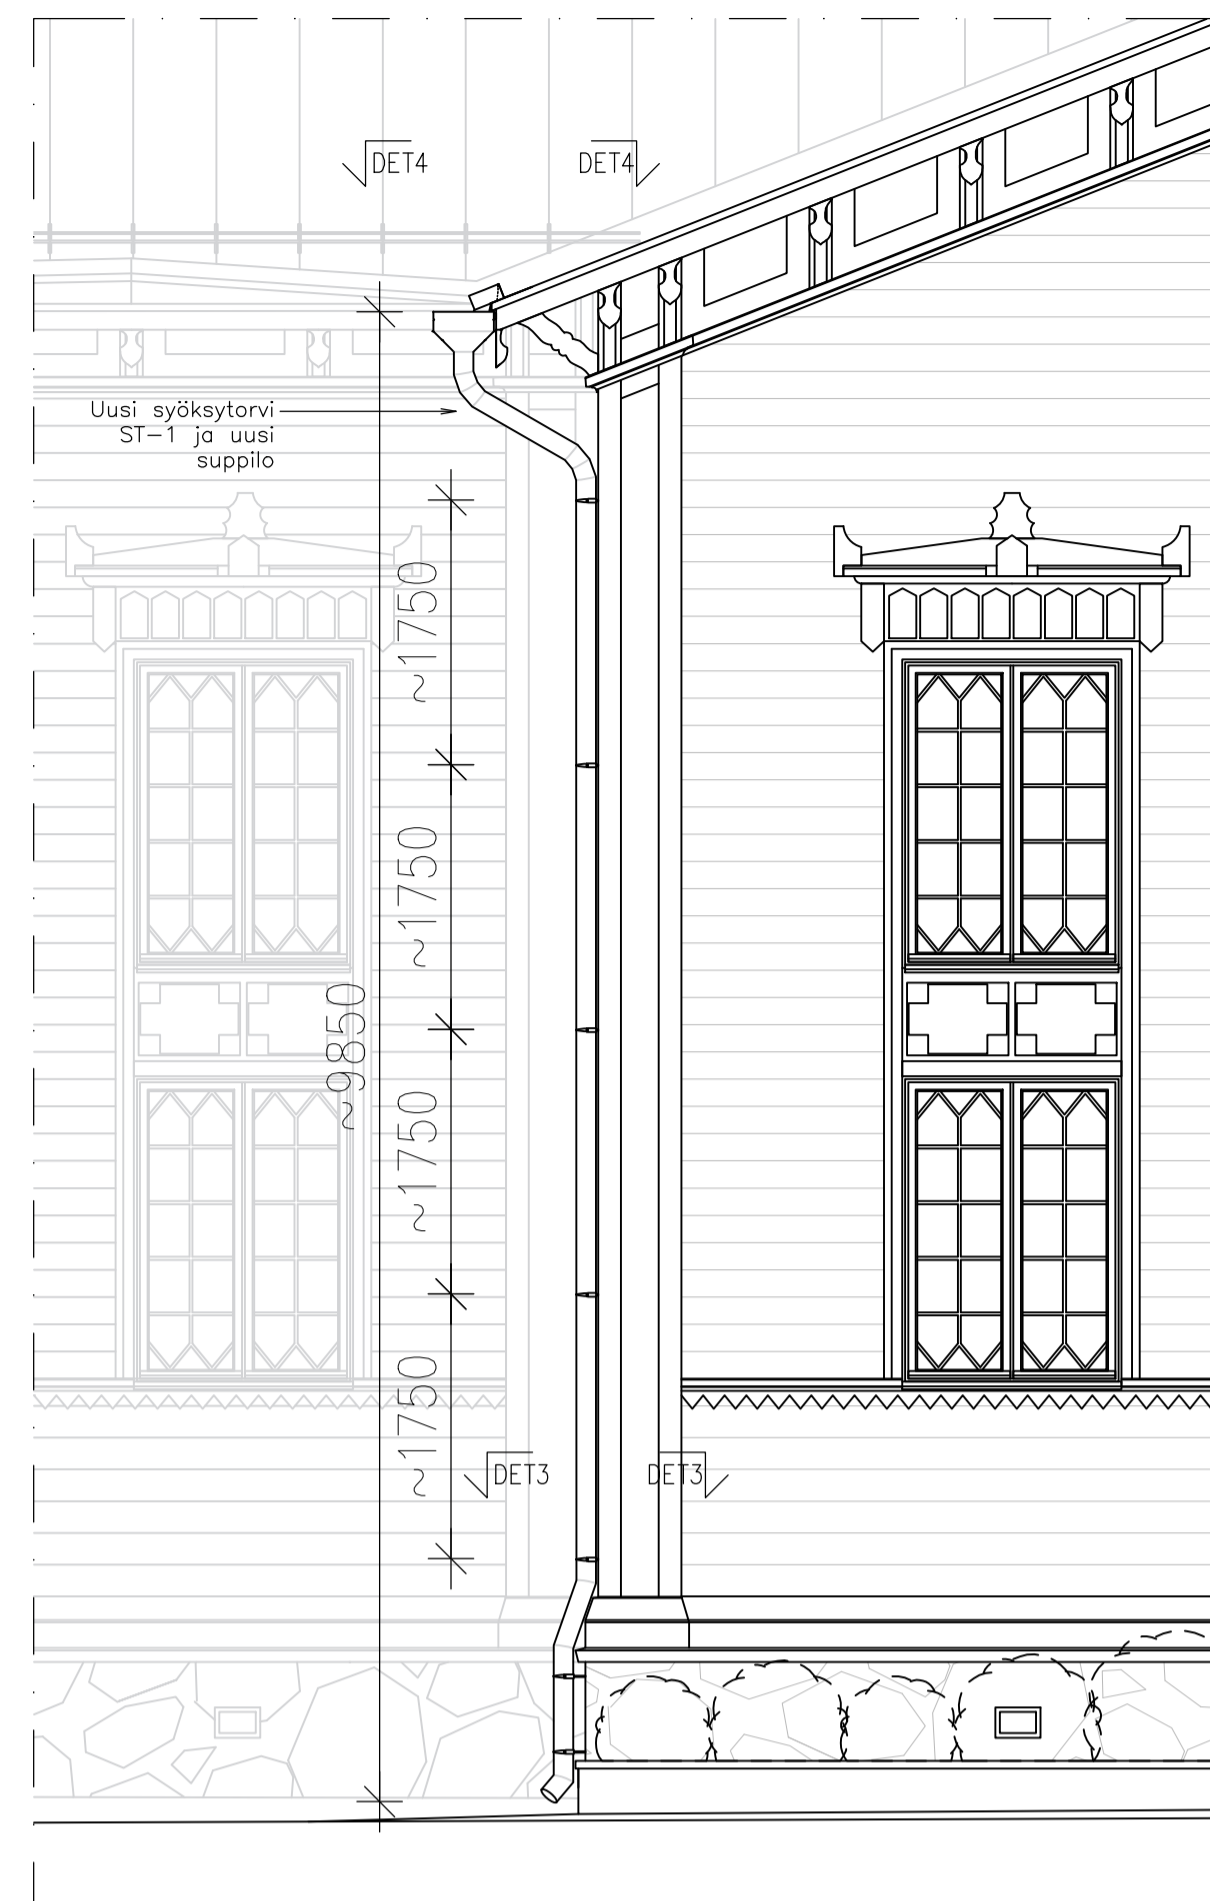 DET4
DET4
Uusi syöksytorvi
ST-1 ja uusi
suppilo
~1750
~1750
~9850
~1750
~1750
DET3
DET3